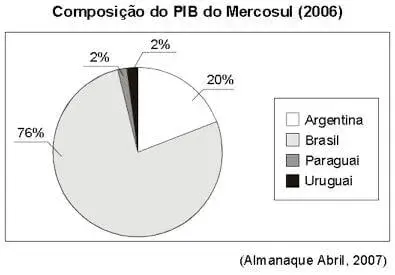 Composição do PIB do Mercosul (2006)
2%
2%
20%
76%
Argentina
Brasil
Paraguai
Uruguai
(Almanaque Abril, 2007)